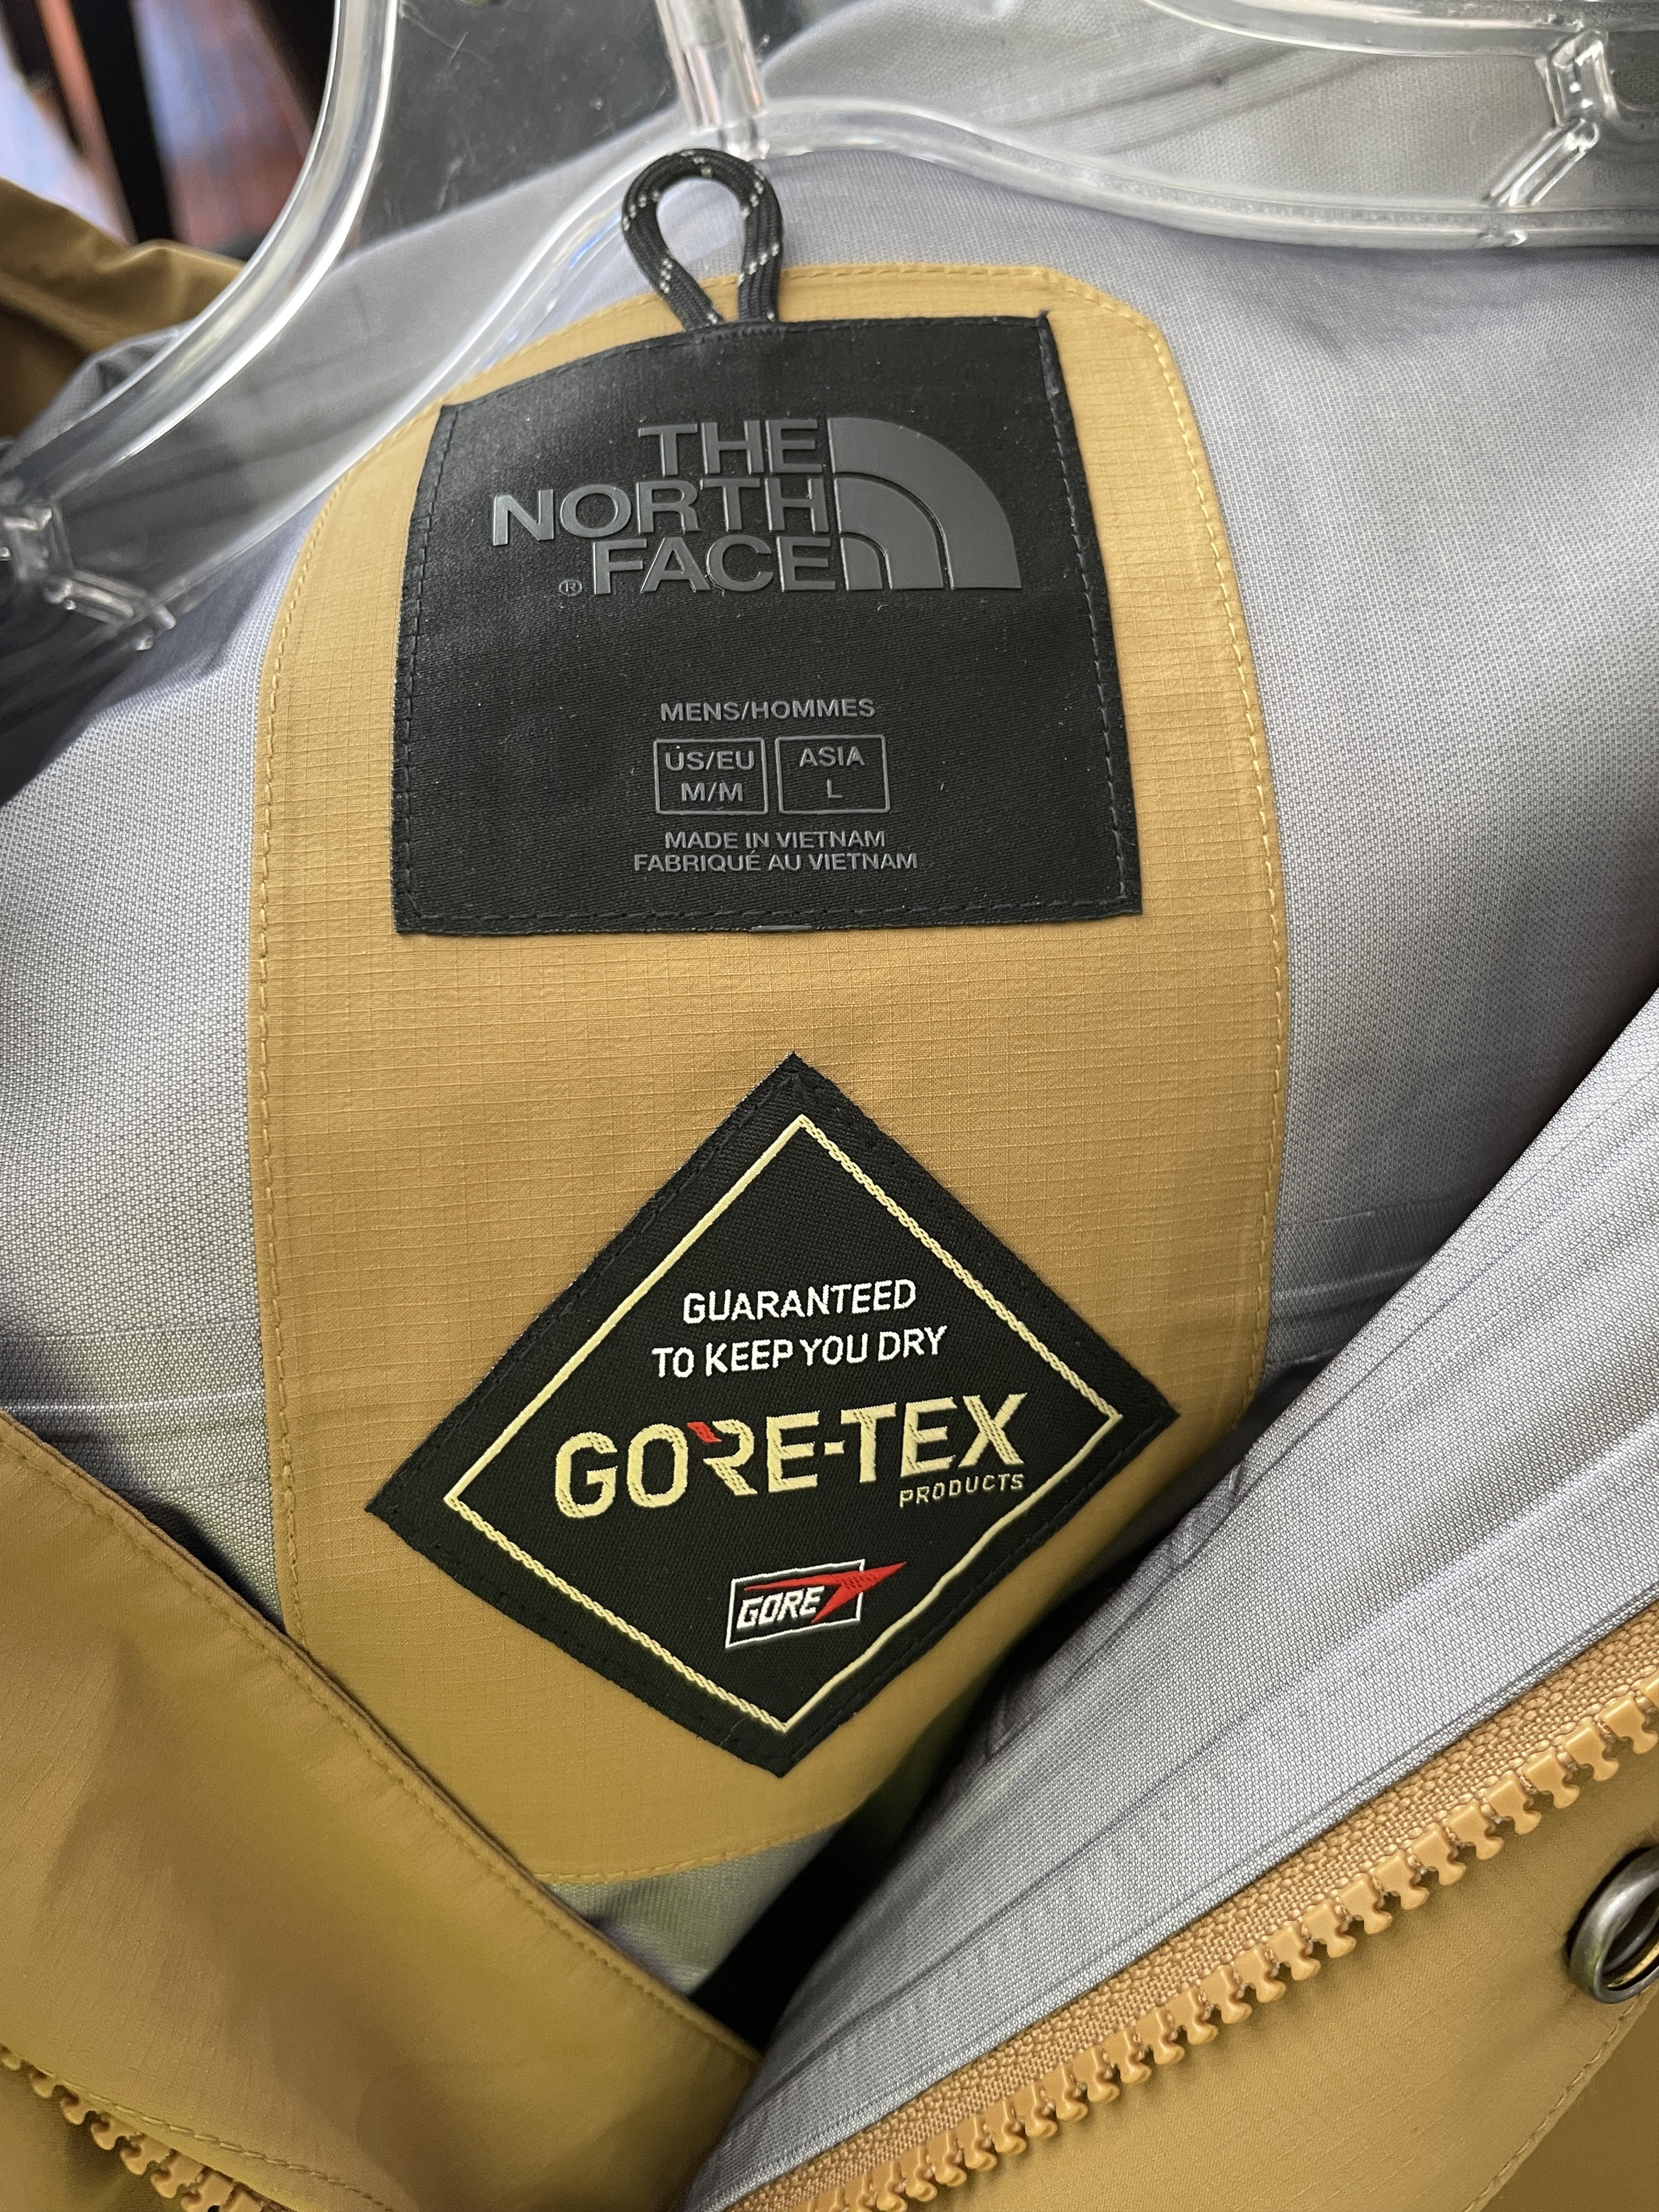 THE
NORTH
FACE
®
MENS/HOMMES
US/EU
M/M
ASIA
L
MADE IN VIETNAM
FABRIQUÉ AU VIETNAM
GUARANTEED
TO KEEP YOU DRY
GORE-TEX
PRODUCTS
GORE